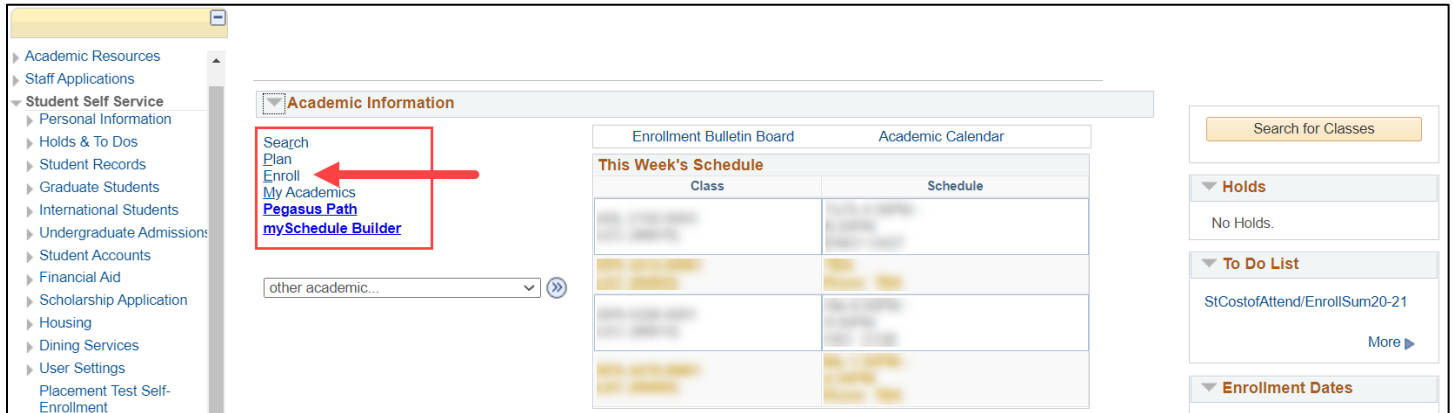 Academic Resources
Staff Applications
Student Self Service
Personal Information
Holds & To Dos
Student Records
Graduate Students
International Students
Undergraduate Admissions
Student Accounts
Financial Aid
Scholarship Application
Housing
Dining Services
User Settings
Placement Test Self-
Enrollment
Academic Information
Search
Plan
Enroll
My Academics
Pegasus Path
mySchedule Builder
other academic...
Enrollment Bulletin Board
Academic Calendar
This Week's Schedule
Class
Schedule
Search for Classes
Holds
No Holds.
To Do List
StCostofAttend/EnrollSum20-21
More
Enrollment Dates